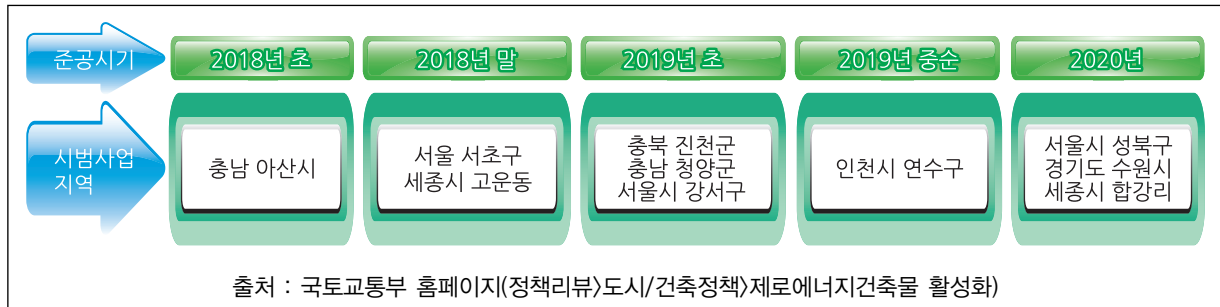 준공시기
2018년 초
2018년 말
2019년 초
2019년 중순
2020년
시범사업
지역
충남 아산시
서울 서초구
세종시 고운동
충북 진천군
충남 청양군
서울시 강서구
인천시 연수구
서울시 성북구
경기도 수원시
세종시 합강리
출처 : 국토교통부 홈페이지(정책리뷰>도시/건축정책>제로에너지건축물 활성화)